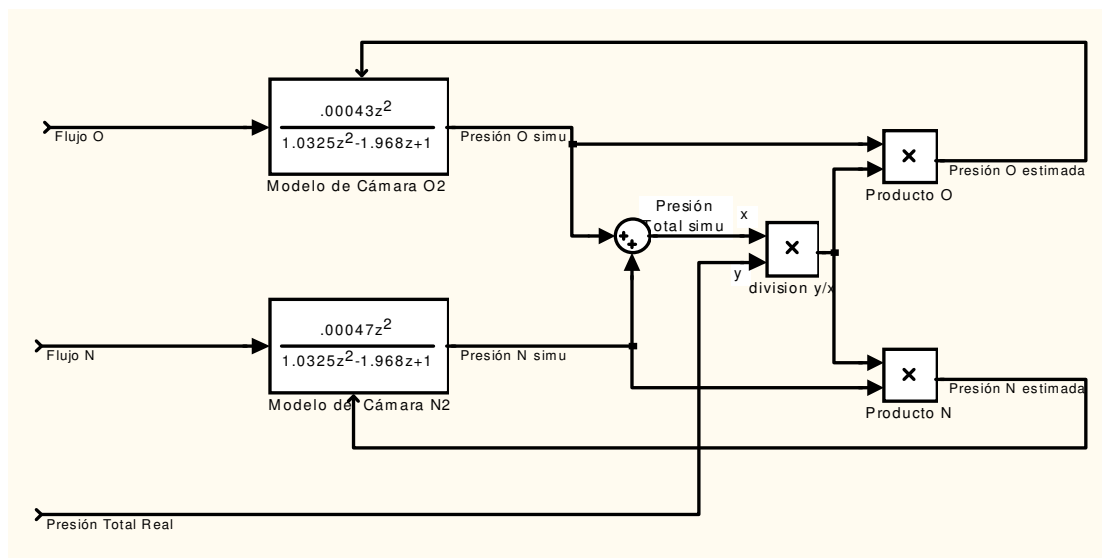 .00043z²
1.0325z²-1.968z+1
Flujo O
Presión O simu
Modelo de Cámara O2
×
Presión O estimada
Producto O
Presión
Total simu
x
×
y
division y/x
+
+
.00047z²
1.0325z²-1.968z+1
Flujo N
Presión N simu
Modelo de Cámara N2
×
Presión N estimada
Producto N
Presión Total Real